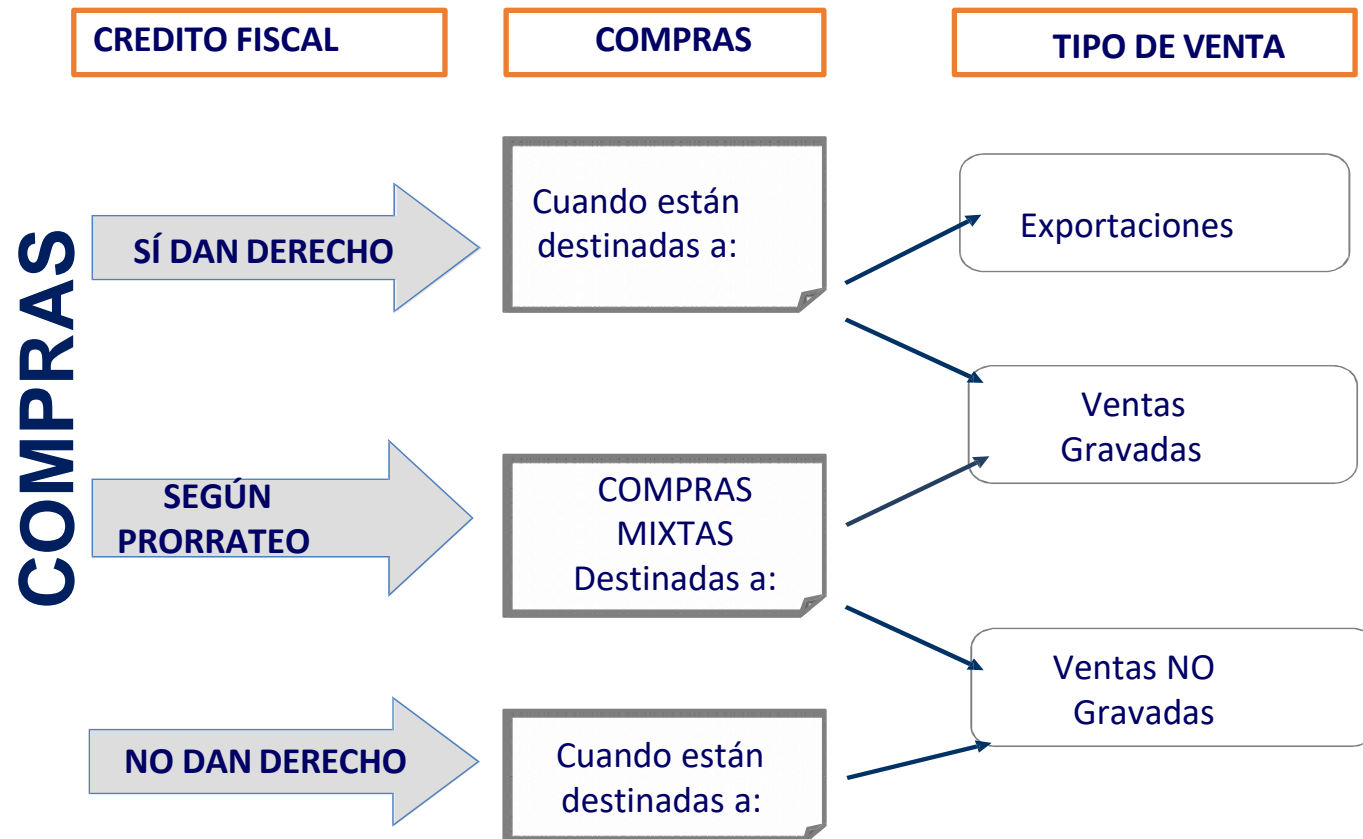 CREDITO FISCAL
COMPRAS
TIPO DE VENTA
COMPRAS
SÍ DAN DERECHO
Cuando están
destinadas a:
Exportaciones
Ventas
Gravadas
SEGÚN
PRORRATEO
COMPRAS
MIXTAS
Destinadas a:
Ventas NO
Gravadas
NO DAN DERECHO
Cuando están
destinadas a: